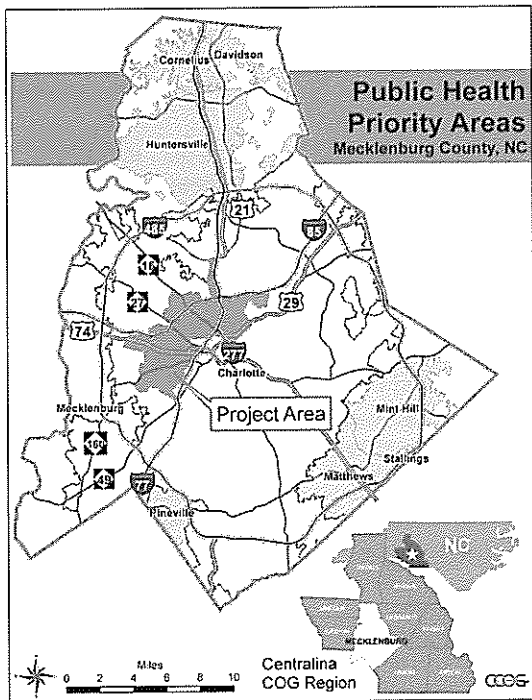 Cornelius
Davidson
Public Health
Priority Areas
Mecklenburg County, NC
Huntersville
21
485
85
16
27
29
74
277
Charlotte
Project Area
Mecklenburg
Mint Hill
160
Stallings
49
Matthews
485
Pineville
NC
MECKLENBURG
Miles
0 2 4 6 8 10
Centralina
COG Region
CCOG